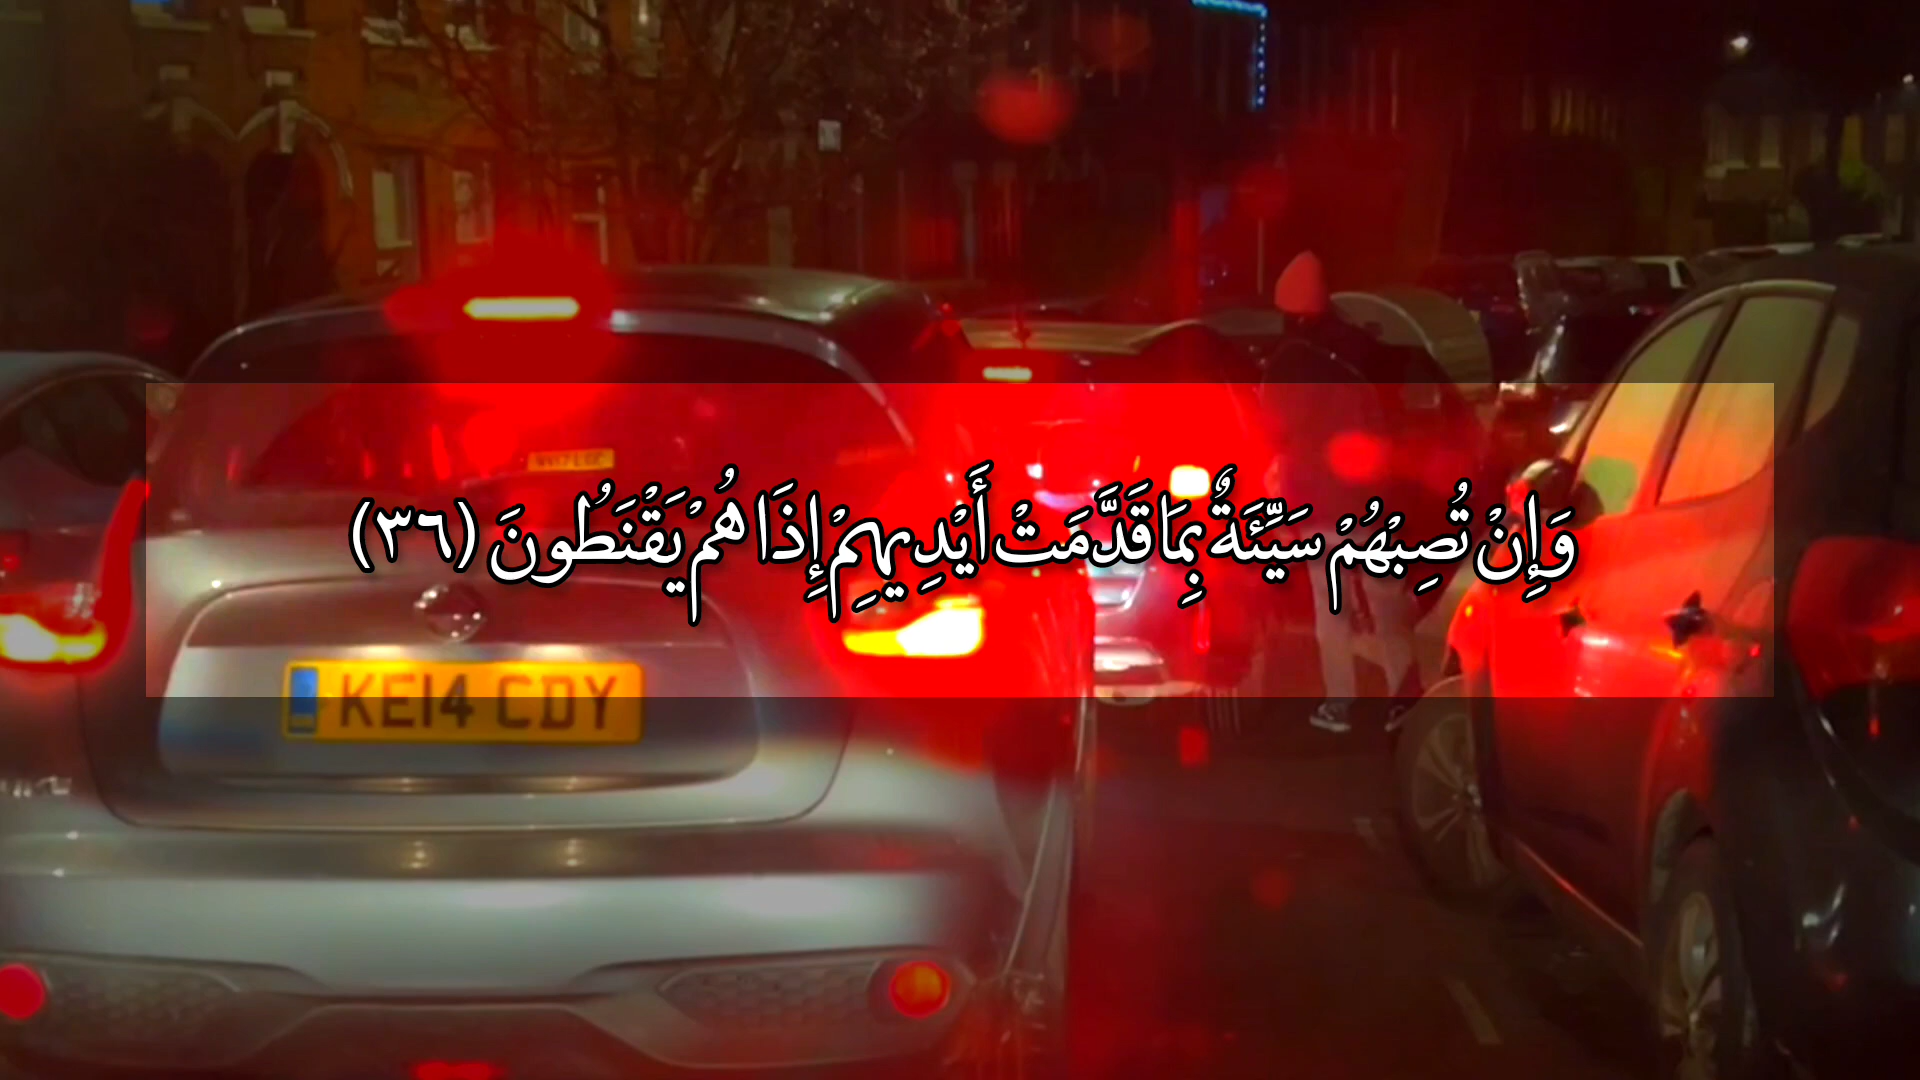 وَإِنْ تُصِبْهُمْ سَيِّئَةٌ بِمَا قَدَّمَتْ أَيْدِيهِمْ إِذَا هُمْ يَقْنَطُونَ (٣٦)
KE14 CDY